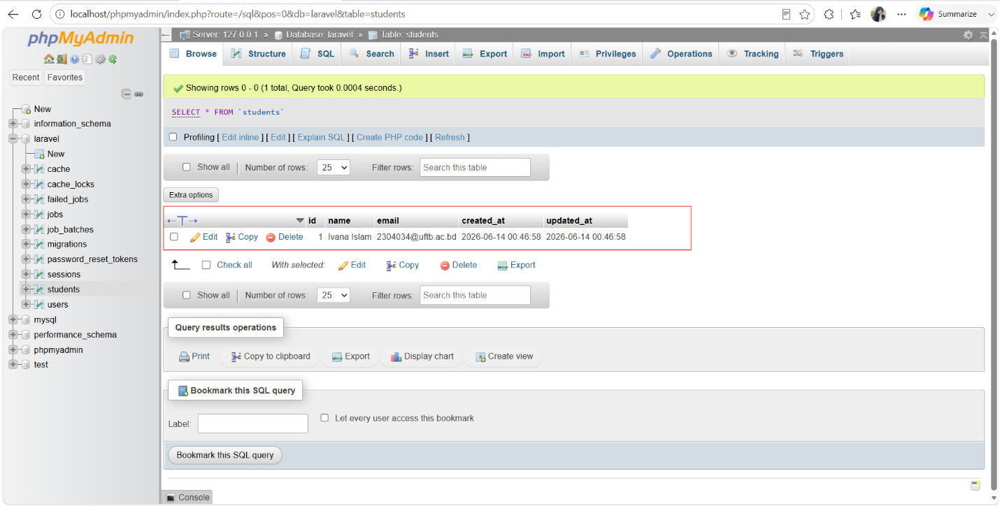 localhost/phpmyadmin/index.php?route=/sql&pos=0&db=laravel&table=students
Summarize
phpMyAdmin
Recent Favorites
New
information_schema
laravel
New
cache
cache_locks
failed_jobs
jobs
job_batches
migrations
password_reset_tokens
sessions
students
users
mysql
performance_schema
phpmyadmin
test
Server: 127.0.0.1 » Database: laravel » Table: students
Browse Structure SQL Search Insert Export Import Privileges Operations Tracking Triggers
Showing rows 0 - 0 (1 total, Query took 0.0004 seconds.)
SELECT * FROM `students`
Profiling [ Edit inline ] [ Edit ] [ Explain SQL ] [ Create PHP code ] [ Refresh ]
Show all Number of rows: 25 Filter rows: Search this table
Extra options
id name email created_at updated_at
Edit Copy Delete 1 Ivana Islam 2304034@uftb.ac.bd 2026-06-14 00:46:58 2026-06-14 00:46:58
Check all With selected: Edit Copy Delete Export
Show all Number of rows: 25 Filter rows: Search this table
Query results operations
Print Copy to clipboard Export Display chart Create view
Bookmark this SQL query
Label: Let every user access this bookmark
Bookmark this SQL query
Console